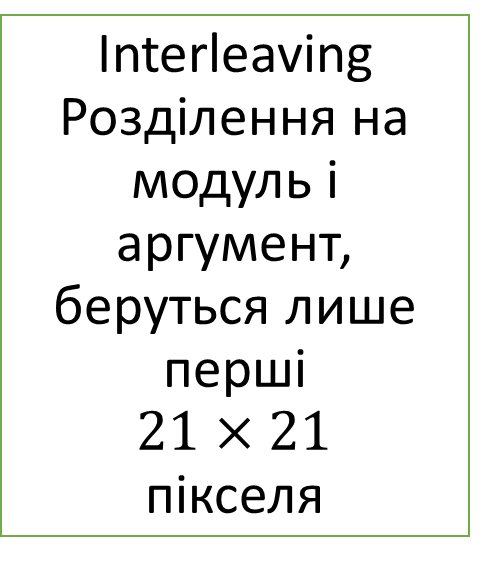 Interleaving
Розділення на
модуль і
аргумент,
беруться лише
перші
21 × 21
пікселя